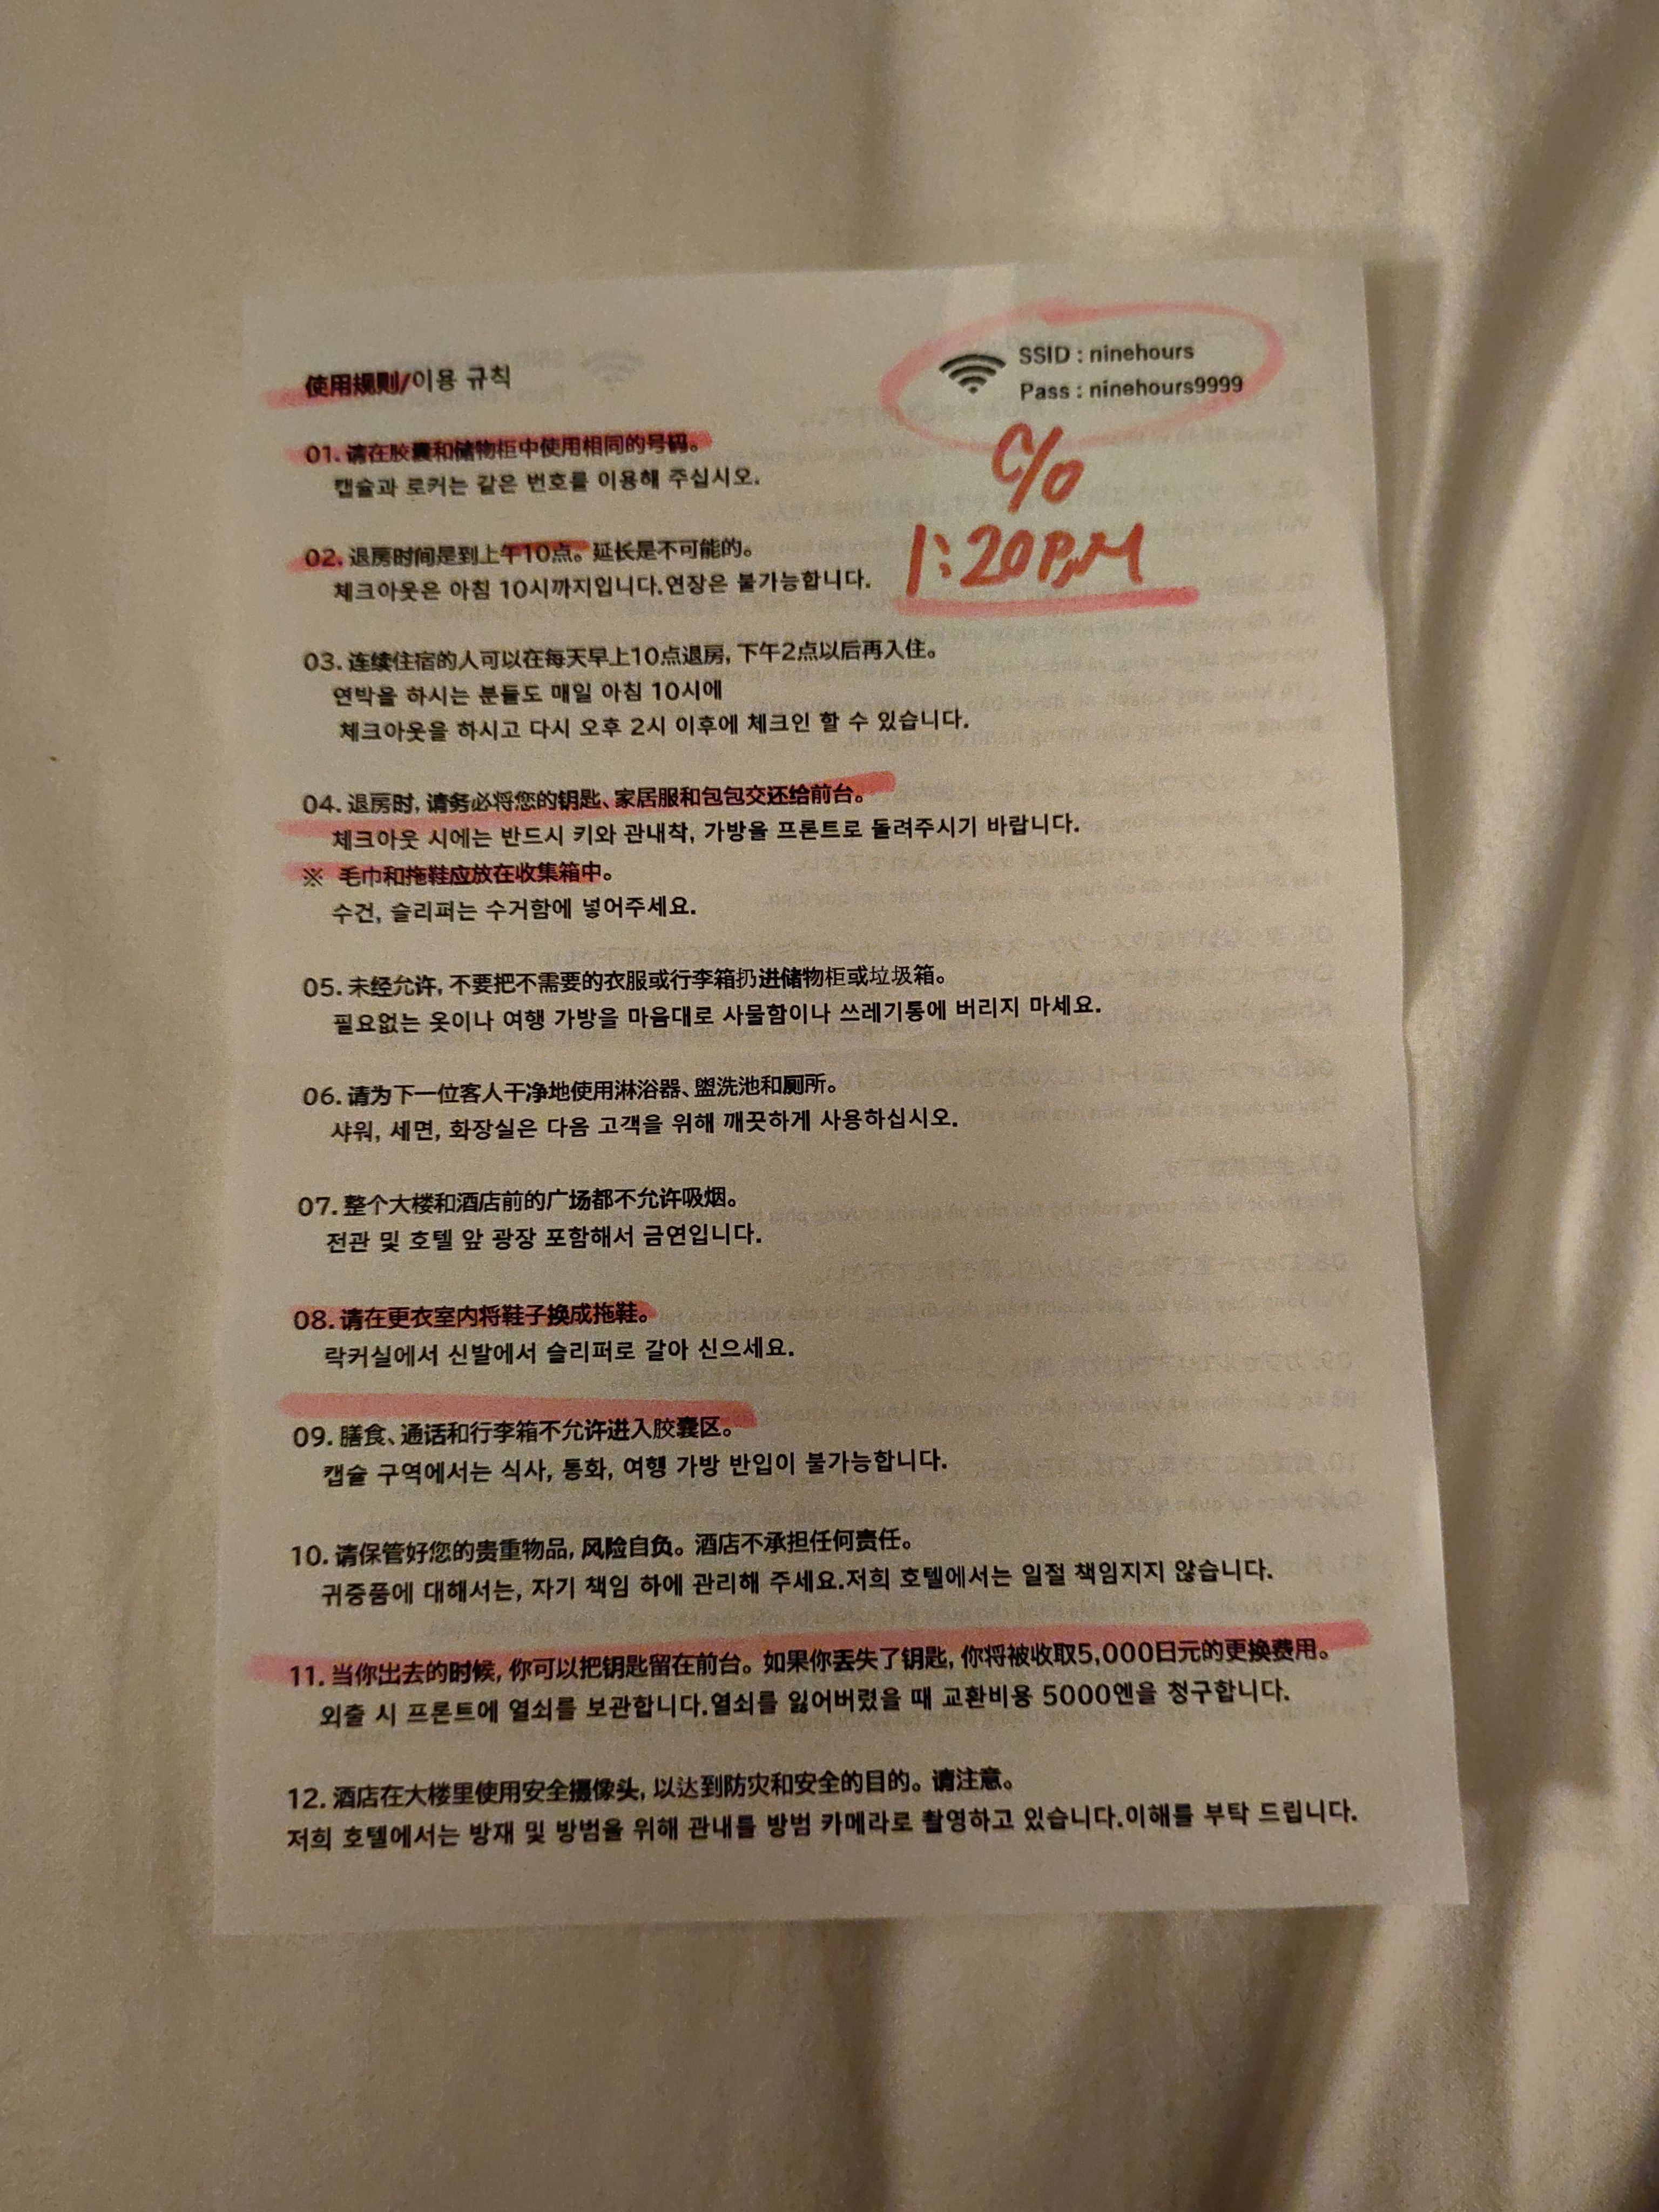 使用规则/이용 규칙
SSID : ninehours
Pass : ninehours9999
C/O
1:20PM
01. 请在胶囊和储物柜中使用相同的号码。
캡슐과 로커는 같은 번호를 이용해 주십시오.
02. 退房时间是到上午10点。延长是不可能的。
체크아웃은 아침 10시까지입니다.연장은 불가능합니다.
03. 连续住宿的人可以在每天早上10点退房, 下午2点以后再入住。
연박을 하시는 분들도 매일 아침 10시에
체크아웃을 하시고 다시 오후 2시 이후에 체크인 할 수 있습니다.
04. 退房时, 请务必将您的钥匙、家居服和包包交还给前台。
체크아웃 시에는 반드시 키와 관내착, 가방을 프론트로 돌려주시기 바랍니다.
※ 毛巾和拖鞋应放在收集箱中。
수건, 슬리퍼는 수거함에 넣어주세요.
05. 未经允许, 不要把不需要的衣服或行李箱扔进储物柜或垃圾箱。
필요없는 옷이나 여행 가방을 마음대로 사물함이나 쓰레기통에 버리지 마세요.
06. 请为下一位客人干净地使用淋浴器、盥洗池和厕所。
샤워, 세면, 화장실은 다음 고객을 위해 깨끗하게 사용하십시오.
07. 整个大楼和酒店前的广场都不允许吸烟。
전관 및 호텔 앞 광장 포함해서 금연입니다.
08. 请在更衣室内将鞋子换成拖鞋。
락커실에서 신발에서 슬리퍼로 갈아 신으세요.
09. 膳食、通话和行李箱不允许进入胶囊区。
캡슐 구역에서는 식사, 통화, 여행 가방 반입이 불가능합니다.
10. 请保管好您的贵重物品, 风险自负。酒店不承担任何责任。
귀중품에 대해서는, 자기 책임 하에 관리해 주세요.저희 호텔에서는 일절 책임지지 않습니다.
11. 当你出去的时候, 你可以把钥匙留在前台。如果你丢失了钥匙, 你将被收取5,000日元的更换费用。
외출 시 프론트에 열쇠를 보관합니다.열쇠를 잃어버렸을 때 교환비용 5000엔을 청구합니다.
12. 酒店在大楼里使用安全摄像头, 以达到防灾和安全的目的。请注意。
저희 호텔에서는 방재 및 방범을 위해 관내를 방범 카메라로 촬영하고 있습니다.이해를 부탁 드립니다.